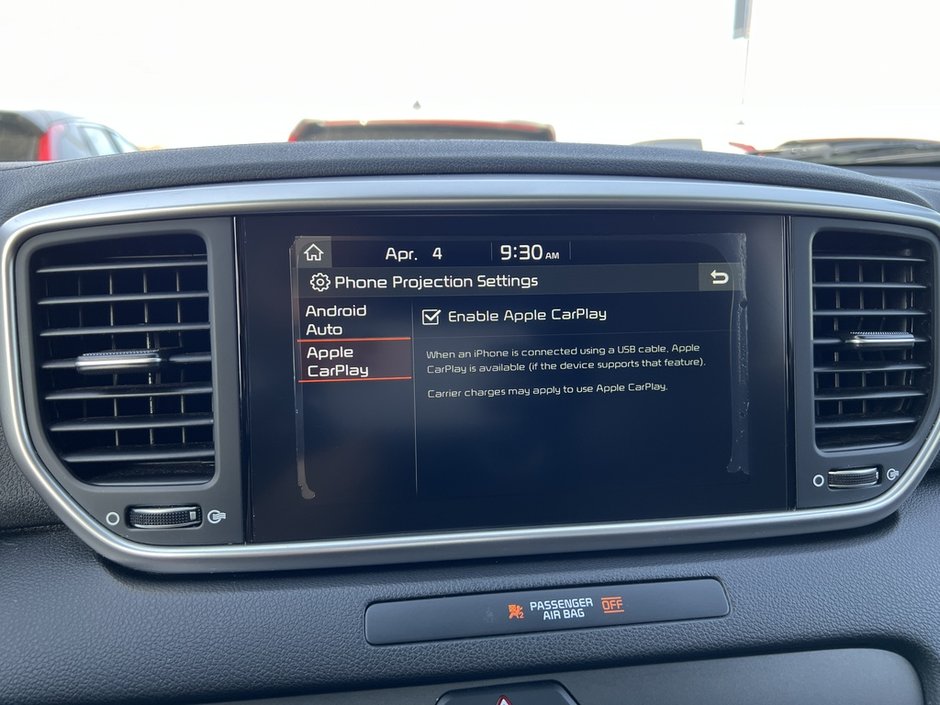 Apr. 4 9:30 AM
Phone Projection Settings
Android
Auto
Apple
CarPlay
Enable Apple CarPlay
When an iPhone is connected using a USB cable, Apple
CarPlay is available (if the device supports that feature).
Carrier charges may apply to use Apple CarPlay.
2 PASSENGER OFF
AIR BAG